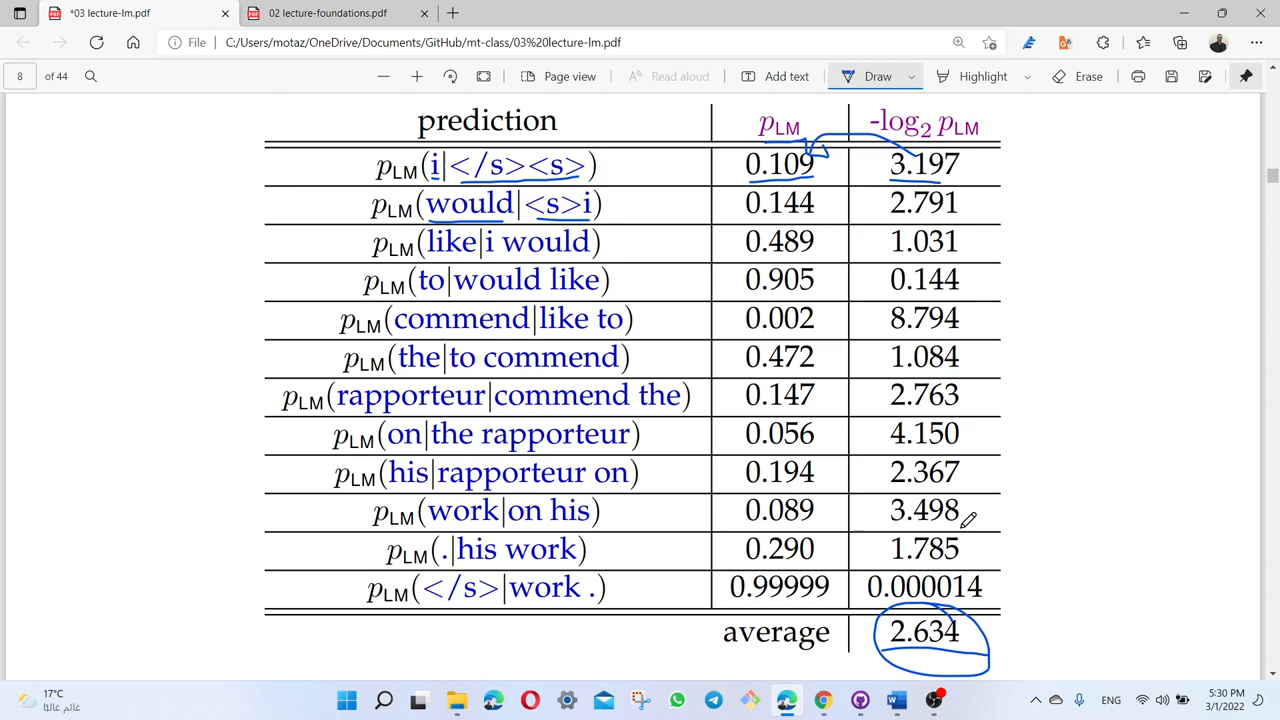 *03 lecture-lm.pdf
02 lecture-foundations.pdf
File C:/Users/motaz/OneDrive/Documents/GitHub/mt-class/03%20lecture-lm.pdf
8 of 44
Page view
Read aloud
Add text
Draw
Highlight
Erase
prediction pLM -log2 pLM
pLM(i|</s><s>) 0.109 3.197
pLM(would|<s>i) 0.144 2.791
pLM(like|i would) 0.489 1.031
pLM(to|would like) 0.905 0.144
pLM(commend|like to) 0.002 8.794
pLM(the|to commend) 0.472 1.084
pLM(rapporteur|commend the) 0.147 2.763
pLM(on|the rapporteur) 0.056 4.150
pLM(his|rapporteur on) 0.194 2.367
pLM(work|on his) 0.089 3.498
pLM(.|his work) 0.290 1.785
pLM(</s>|work .) 0.99999 0.000014
average 2.634
17°C
غائم غالبًا
ENG
5:30 PM
3/1/2022